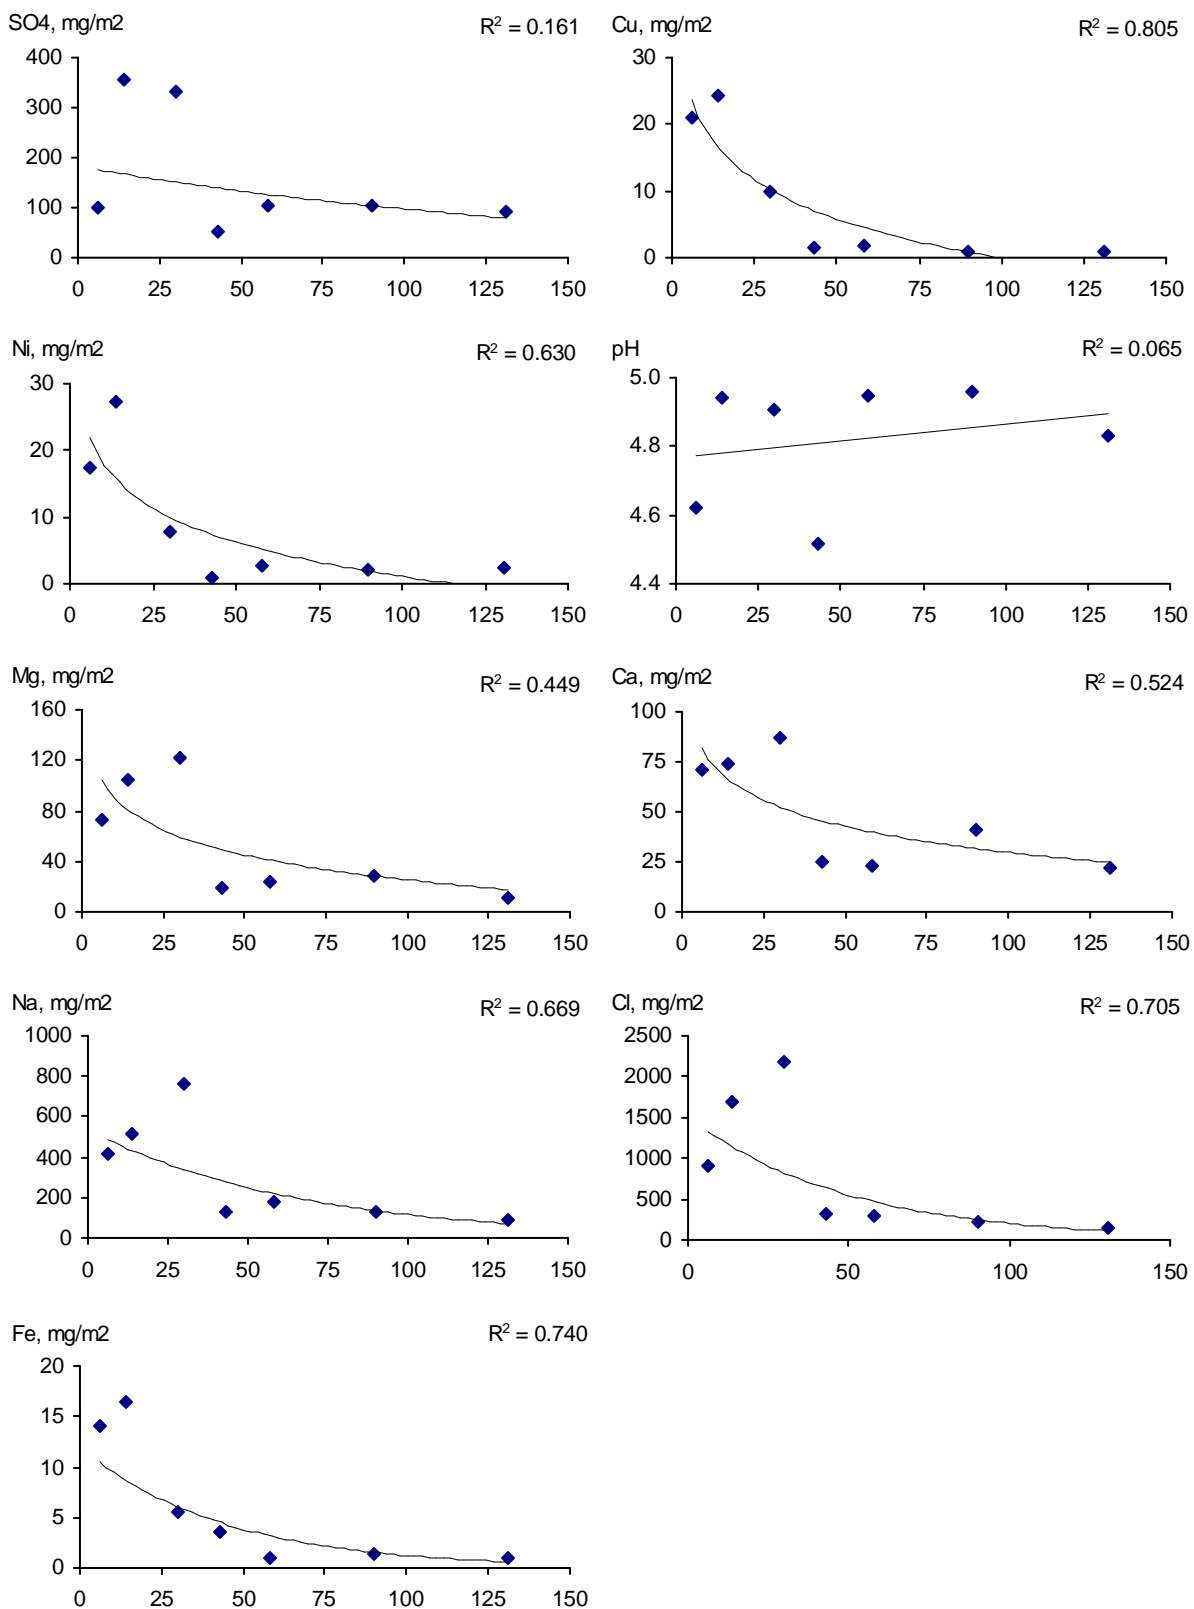 SO4, mg/m2
R² = 0.161
400
300
200
100
0
0 25 50 75 100 125 150
Cu, mg/m2
R² = 0.805
30
20
10
0
0 25 50 75 100 125 150
Ni, mg/m2
R² = 0.630
30
20
10
0
0 25 50 75 100 125 150
pH
R² = 0.065
5.0
4.8
4.6
4.4
0 25 50 75 100 125 150
Mg, mg/m2
R² = 0.449
160
120
80
40
0
0 25 50 75 100 125 150
Ca, mg/m2
R² = 0.524
100
75
50
25
0
0 25 50 75 100 125 150
Na, mg/m2
R² = 0.669
1000
800
600
400
200
0
0 25 50 75 100 125 150
Cl, mg/m2
R² = 0.705
2500
2000
1500
1000
500
0
0 50 100 150
Fe, mg/m2
R² = 0.740
20
15
10
5
0
0 25 50 75 100 125 150